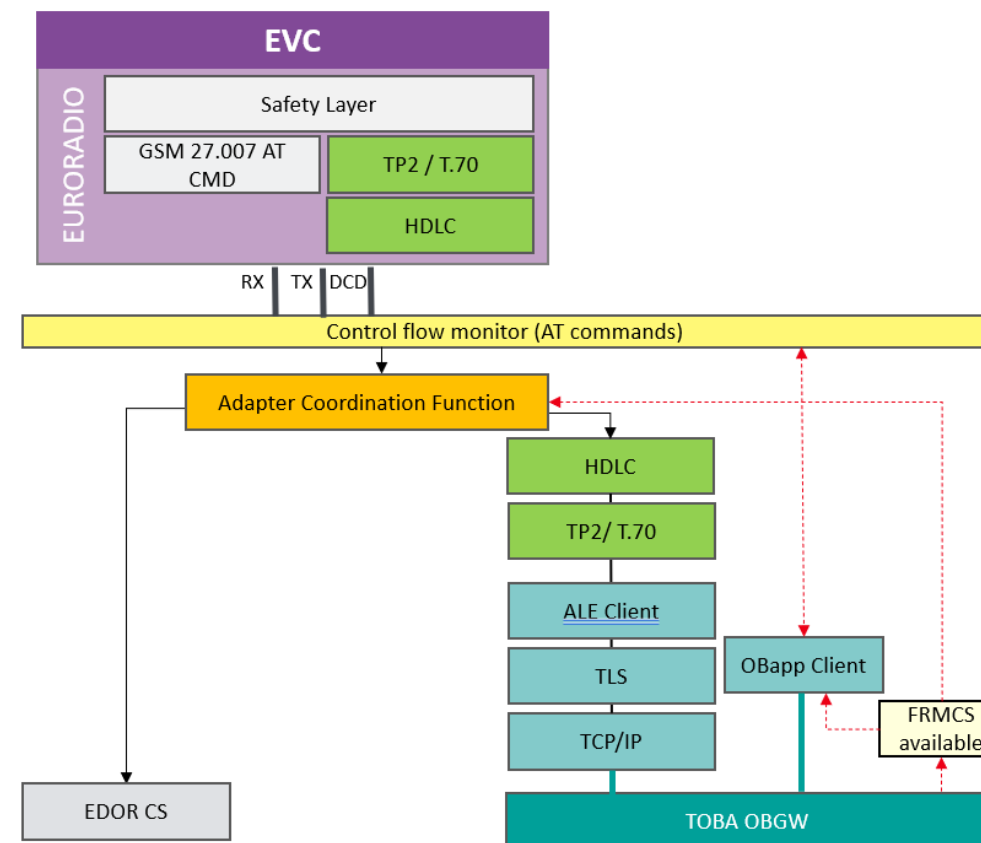 EVC
EURORADIO
Safety Layer
GSM 27.007 AT
CMD
TP2 / T.70
HDLC
RX
TX
DCD
Control flow monitor (AT commands)
Adapter Coordination Function
HDLC
TP2/ T.70
ALE Client
OBapp Client
TLS
FRMCS
available
TCP/IP
EDOR CS
TOBA OBGW